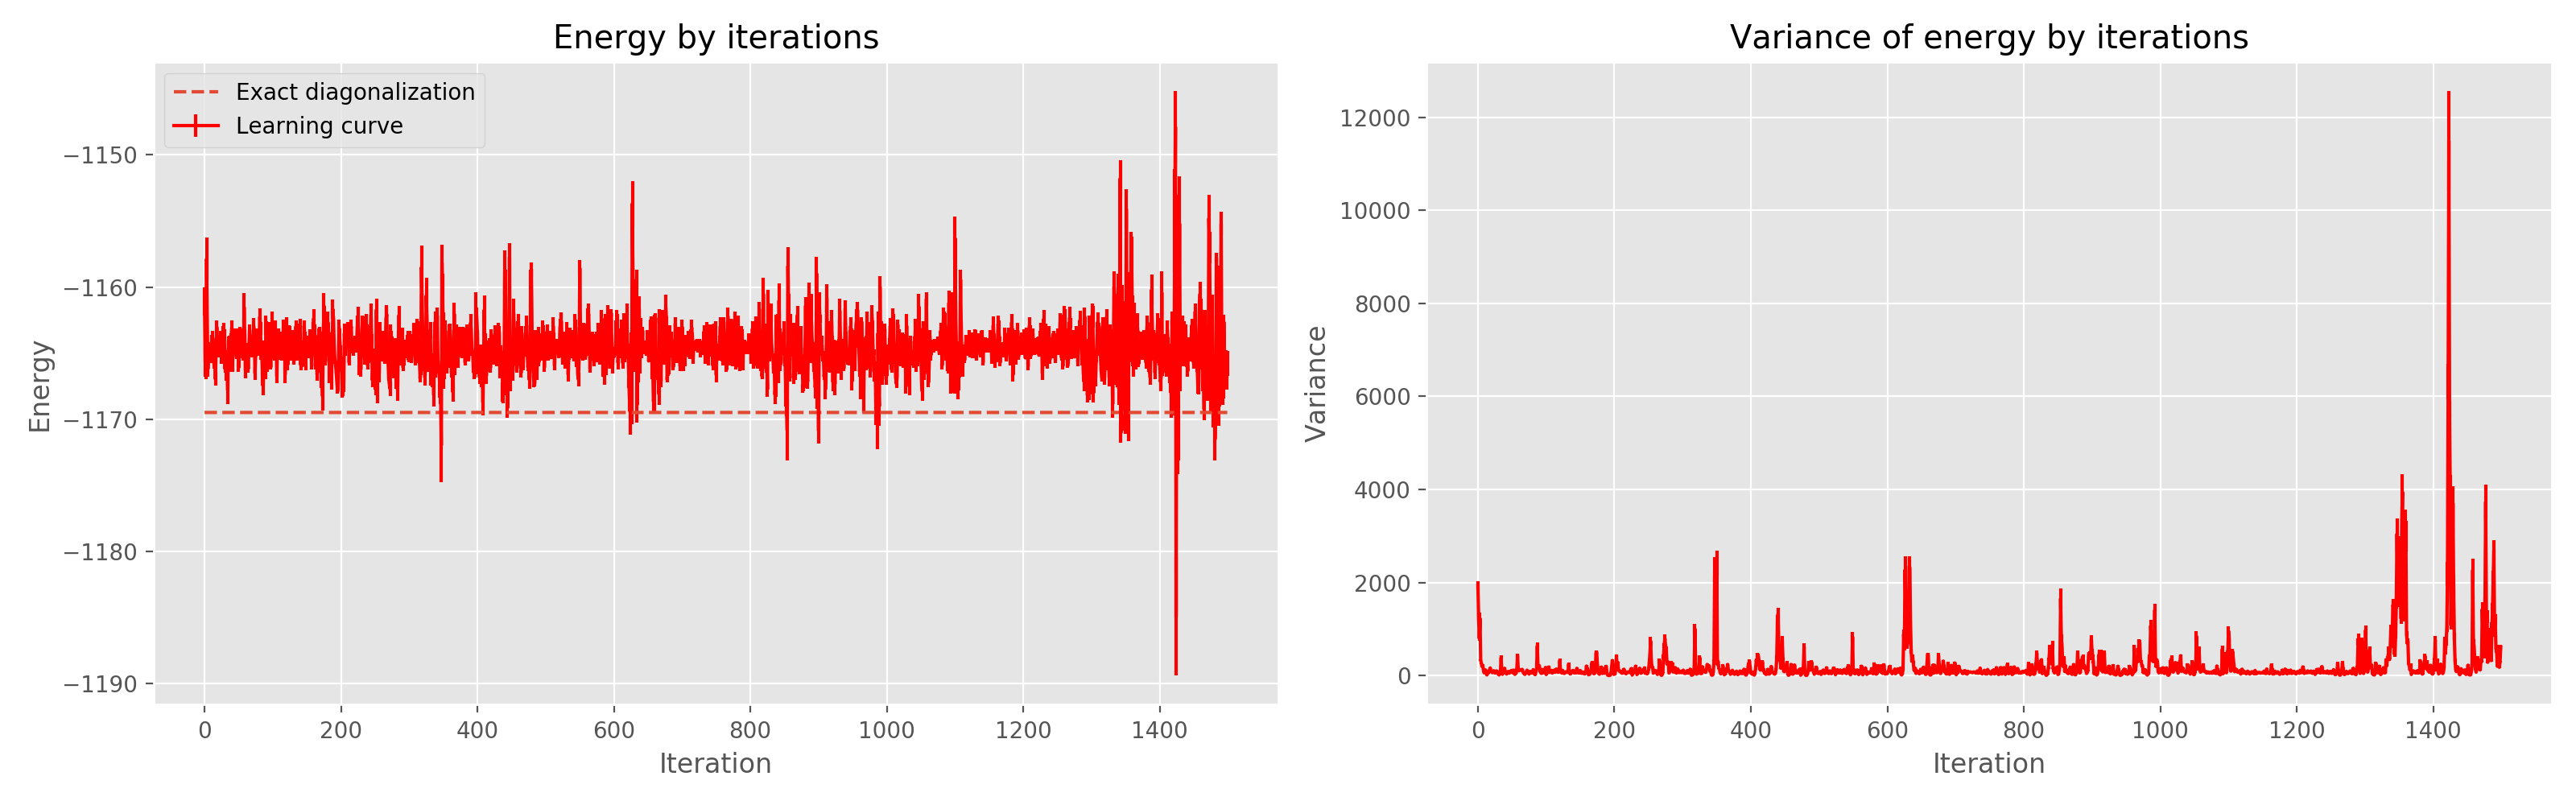 Energy by iterations
Exact diagonalization
Learning curve
−1150
−1160
−1170
−1180
−1190
Energy
0 200 400 600 800 1000 1200 1400
Iteration
Variance of energy by iterations
12000
10000
8000
6000
4000
2000
0
Variance
0 200 400 600 800 1000 1200 1400
Iteration